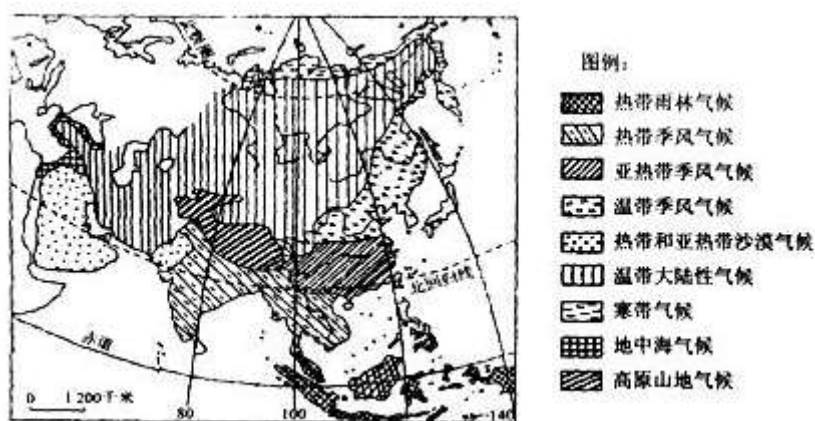 北极圈
北回归线
赤道
0 1 200千米
80
100
140
图例：
热带雨林气候
热带季风气候
亚热带季风气候
温带季风气候
热带和亚热带沙漠气候
温带大陆性气候
寒带气候
地中海气候
高原山地气候